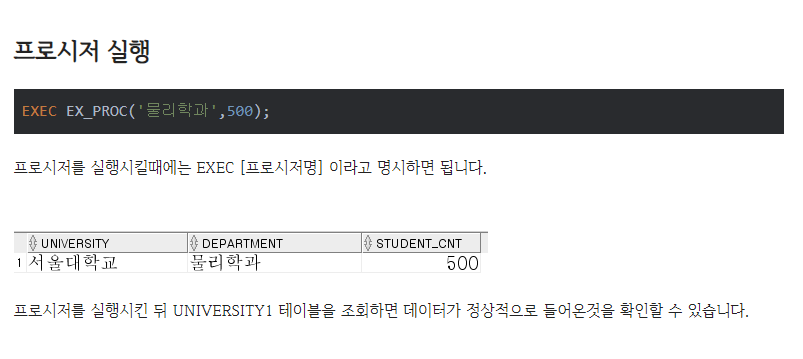 프로시저 실행
EXEC EX_PROC('물리학과',500);
프로시저를 실행시킬때에는 EXEC [프로시저명] 이라고 명시하면 됩니다.
UNIVERSITY DEPARTMENT STUDENT_CNT
1 서울대학교 물리학과 500
프로시저를 실행시킨 뒤 UNIVERSITY1 테이블을 조회하면 데이터가 정상적으로 들어온것을 확인할 수 있습니다.